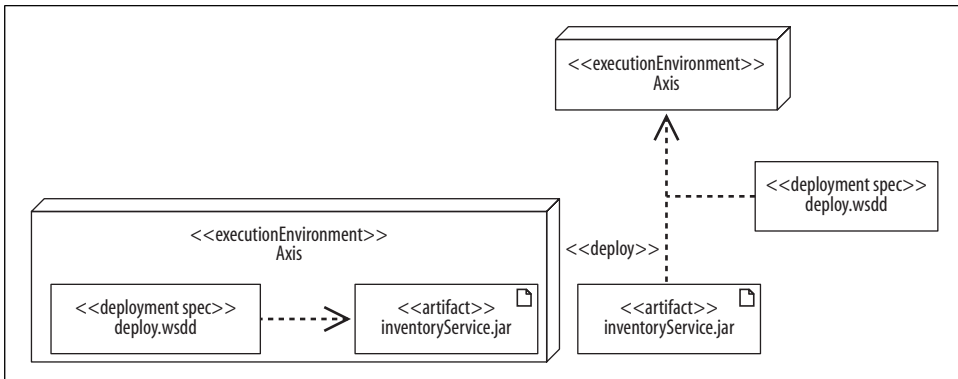 <<executionEnvironment>>
Axis
<<deployment spec>>
deploy.wsdd
<<artifact>>
inventoryService.jar
<<executionEnvironment>>
Axis
<<deployment spec>>
deploy.wsdd
<<deploy>>
<<artifact>>
inventoryService.jar